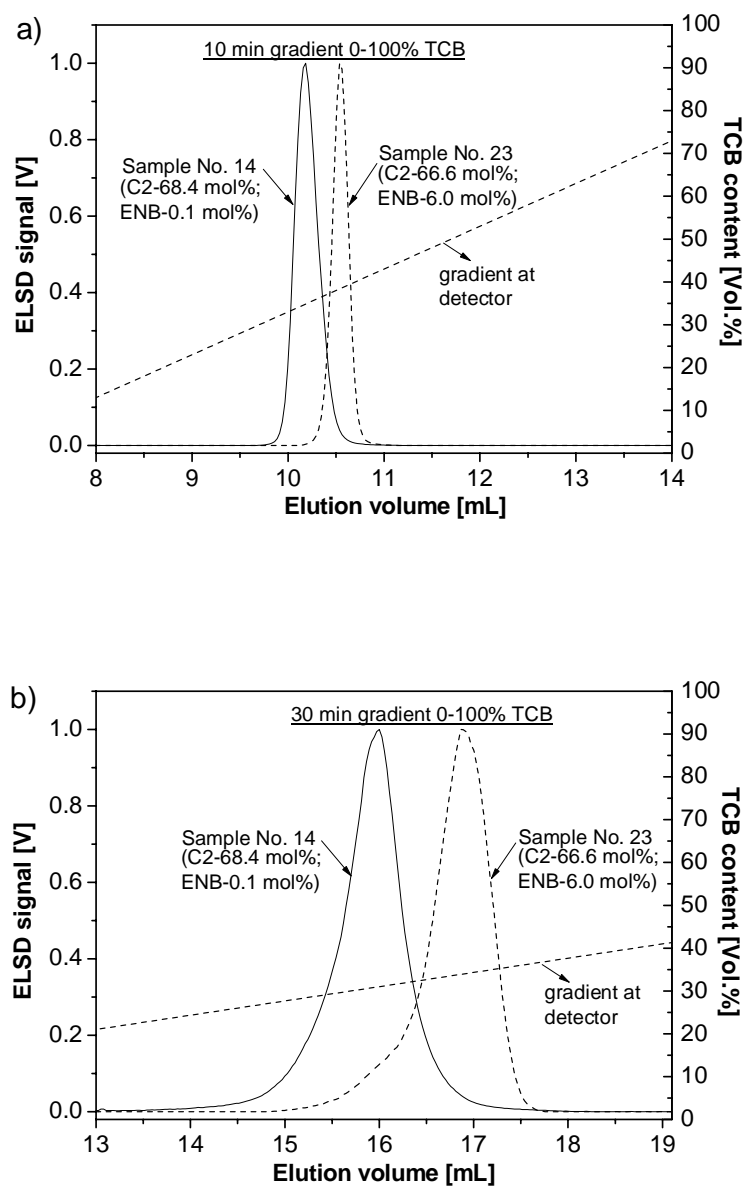 a)
10 min gradient 0-100% TCB
Sample No. 14
(C2-68.4 mol%;
ENB-0.1 mol%)
Sample No. 23
(C2-66.6 mol%;
ENB-6.0 mol%)
gradient at
detector
ELSD signal [V]
1.0
0.8
0.6
0.4
0.2
0.0
TCB content [Vol.%]
100
90
80
70
60
50
40
30
20
10
0
8 9 10 11 12 13 14
Elution volume [mL]
b)
30 min gradient 0-100% TCB
Sample No. 14
(C2-68.4 mol%;
ENB-0.1 mol%)
Sample No. 23
(C2-66.6 mol%;
ENB-6.0 mol%)
gradient at
detector
ELSD signal [V]
1.0
0.8
0.6
0.4
0.2
0.0
TCB content [Vol.%]
100
90
80
70
60
50
40
30
20
10
0
13 14 15 16 17 18 19
Elution volume [mL]